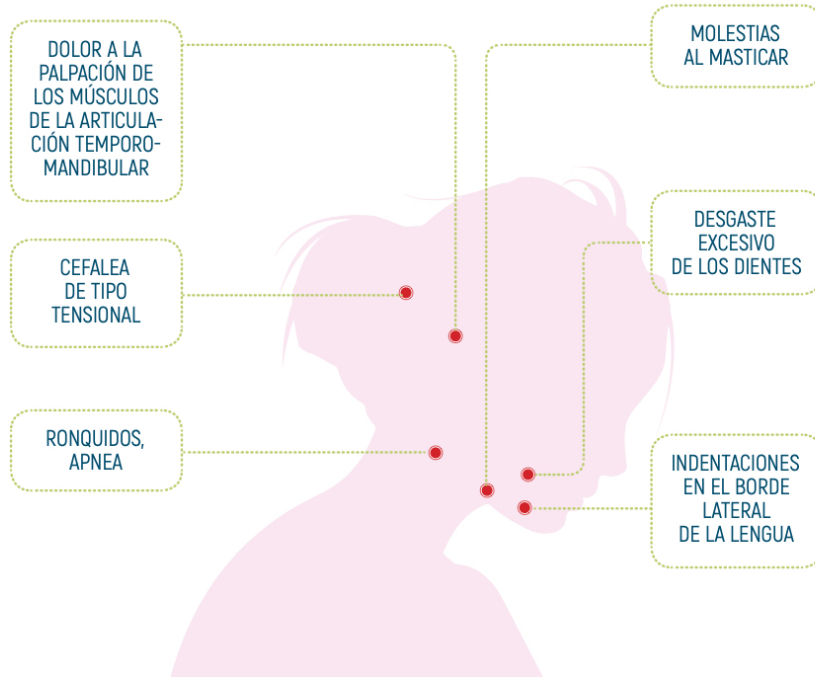 DOLOR A LA
PALPACIÓN DE
LOS MÚSCULOS
DE LA ARTICULA-
CIÓN TEMPORO-
MANDIBULAR
CEFALEA
DE TIPO
TENSIONAL
RONQUIDOS,
APNEA
MOLESTIAS
AL MASTICAR
DESGASTE
EXCESIVO
DE LOS DIENTES
INDENTACIONES
EN EL BORDE
LATERAL
DE LA LENGUA